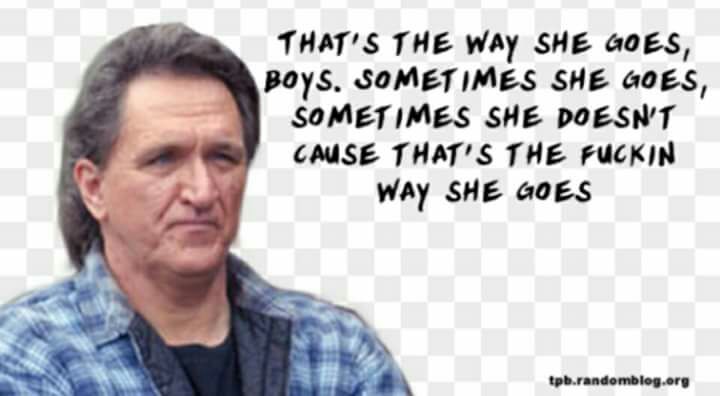 THAT'S THE WAY SHE GOES,
BOYS. SOMETIMES SHE GOES,
SOMETIMES SHE DOESN'T
CAUSE THAT'S THE FUCKIN
WAY SHE GOES
tpb.randomblog.org